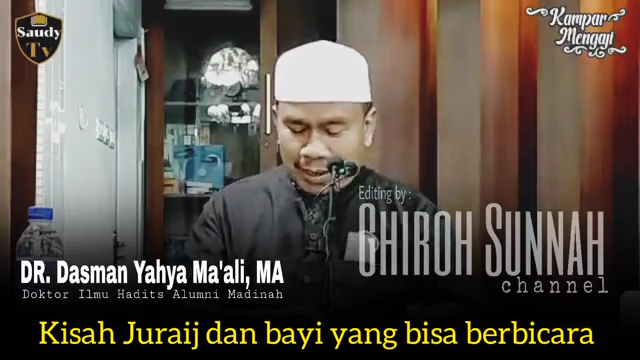 Saudy
Tv
Kampar
Mengaji
Editing by :
GHIROH SUNNAH
channel
DR. Dasman Yahya Ma'ali, MA
Doktor Ilmu Hadits Alumni Madinah
Kisah Juraij dan bayi yang bisa berbicara